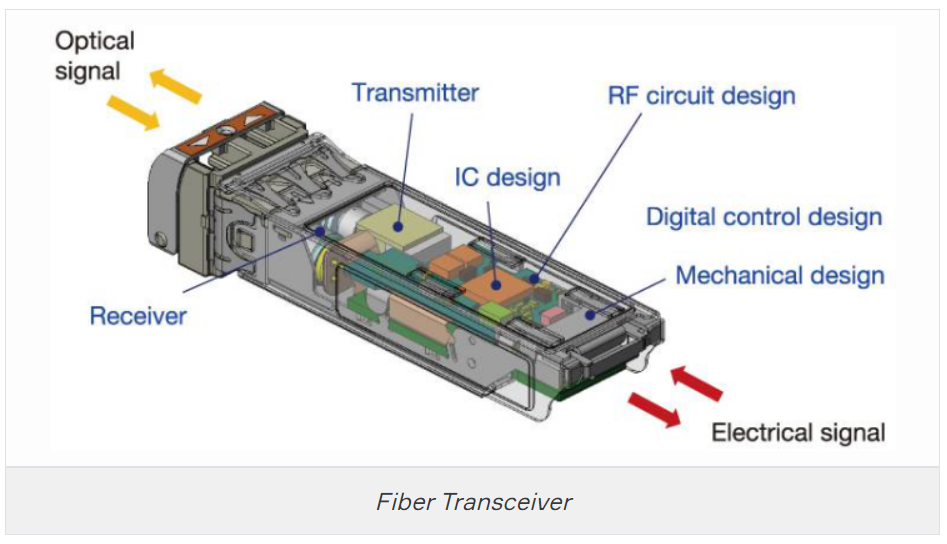 Optical
signal
Transmitter
RF circuit design
IC design
Digital control design
Mechanical design
Receiver
Electrical signal
Fiber Transceiver